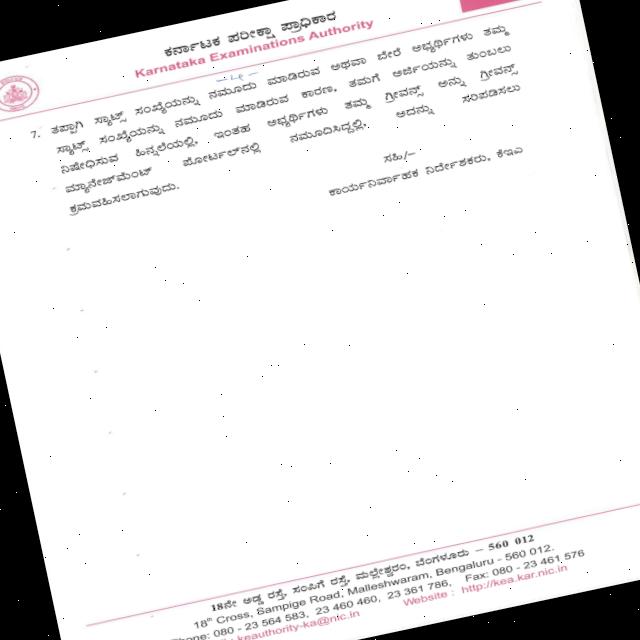 ಕರ್ನಾಟಕ ಪರೀಕ್ಷಾ ಪ್ರಾಧಿಕಾರ
Karnataka Examinations Authority
7. ತಪ್ಪಾಗಿ ಸ್ಯಾಟ್ಸ್ ಸಂಖ್ಯೆಯನ್ನು ನಮೂದು ಮಾಡಿರುವ ಅಥವಾ ಬೇರೆ ಅಭ್ಯರ್ಥಿಗಳು ತಮ್ಮ
ಸ್ಯಾಟ್ಸ್ ಸಂಖ್ಯೆಯನ್ನು ನಮೂದು ಮಾಡಿರುವ ಕಾರಣ, ತಮಗೆ ಅರ್ಜಿಯನ್ನು ತುಂಬಲು
ನಿಷೇಧಿಸುವ ಹಿನ್ನಲೆಯಲ್ಲಿ, ಇಂತಹ ಅಭ್ಯರ್ಥಿಗಳು ತಮ್ಮ ಗ್ರೀವನ್ಸ್ ಅನ್ನು ಗ್ರೀವನ್ಸ್
ಮ್ಯಾನೇಜ್‌ಮೆಂಟ್ ಪೋರ್ಟಲ್‌ನಲ್ಲಿ ನಮೂದಿಸಿದ್ದಲ್ಲಿ, ಅದನ್ನು ಸರಿಪಡಿಸಲು
ಕ್ರಮವಹಿಸಲಾಗುವುದು.
ಸಹಿ/–
ಕಾರ್ಯನಿರ್ವಾಹಕ ನಿರ್ದೇಶಕರು, ಕೆಇಎ
18ನೇ ಅಡ್ಡ ರಸ್ತೆ, ಸಂಪಿಗೆ ರಸ್ತೆ, ಮಲ್ಲೇಶ್ವರಂ, ಬೆಂಗಳೂರು – 560 012
18th Cross, Sampige Road, Malleshwaram, Bengaluru - 560 012.
Phone: 080 - 23 564 583, 23 460 460, 23 361 786, Fax: 080 - 23 461 576
keauthority-ka@nic.in Website : http://kea.kar.nic.in